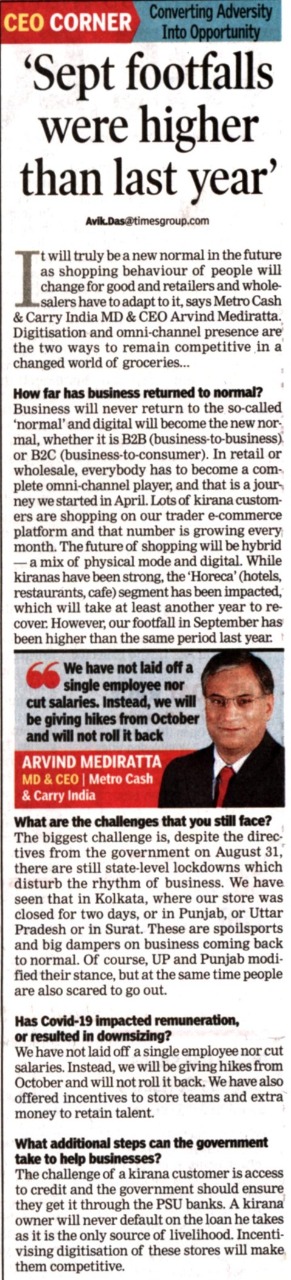 CEO CORNER
Converting Adversity
Into Opportunity
‘Sept footfalls
were higher
than last year’
Avik.Das@timesgroup.com
It will truly be a new normal in the future
as shopping behaviour of people will
change for good and retailers and whole-
salers have to adapt to it, says Metro Cash
& Carry India MD & CEO Arvind Mediratta.
Digitisation and omni-channel presence are
the two ways to remain competitive in a
changed world of groceries...
How far has business returned to normal?
Business will never return to the so-called
‘normal’ and digital will become the new nor-
mal, whether it is B2B (business-to-business)
or B2C (business-to-consumer). In retail or
wholesale, everybody has to become a com-
plete omni-channel player, and that is a jour-
ney we started in April. Lots of kirana custom-
ers are shopping on our trader e-commerce
platform and that number is growing every
month. The future of shopping will be hybrid
— a mix of physical mode and digital. While
kiranas have been strong, the ‘Horeca’ (hotels,
restaurants, cafe) segment has been impacted,
which will take at least another year to re-
cover. However, our footfall in September has
been higher than the same period last year.
We have not laid off a
single employee nor
cut salaries. Instead, we will
be giving hikes from October
and will not roll it back
ARVIND MEDIRATTA
MD & CEO | Metro Cash
& Carry India
What are the challenges that you still face?
The biggest challenge is, despite the direc-
tives from the government on August 31,
there are still state-level lockdowns which
disturb the rhythm of business. We have
seen that in Kolkata, where our store was
closed for two days, or in Punjab, or Uttar
Pradesh or in Surat. These are spoilsports
and big dampers on business coming back
to normal. Of course, UP and Punjab modi-
fied their stance, but at the same time people
are also scared to go out.
Has Covid-19 impacted remuneration,
or resulted in downsizing?
We have not laid off a single employee nor cut
salaries. Instead, we will be giving hikes from
October and will not roll it back. We have also
offered incentives to store teams and extra
money to retain talent.
What additional steps can the government
take to help businesses?
The challenge of a kirana customer is access
to credit and the government should ensure
they get it through the PSU banks. A kirana
owner will never default on the loan he takes
as it is the only source of livelihood. Incenti-
vising digitisation of these stores will make
them competitive.